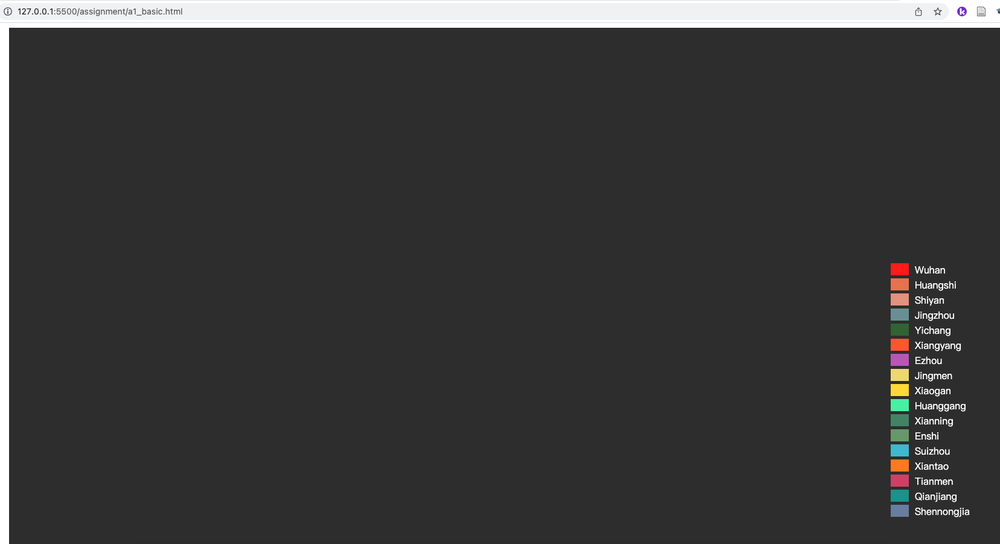 127.0.0.1:5500/assignment/a1_basic.html
Wuhan
Huangshi
Shiyan
Jingzhou
Yichang
Xiangyang
Ezhou
Jingmen
Xiaogan
Huanggang
Xianning
Enshi
Suizhou
Xiantao
Tianmen
Qianjiang
Shennongjia